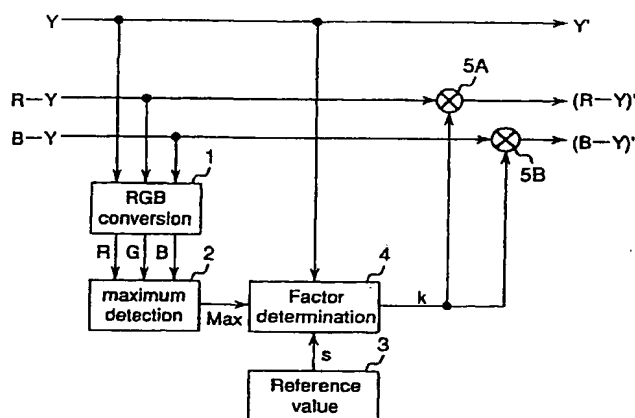 Y
Y'
5A
R—Y
(R—Y)'
B—Y
(B—Y)'
5B
1
RGB
conversion
R
G
B
2
4
maximum
detection
Max
Factor
determination
k
s
3
Reference
value